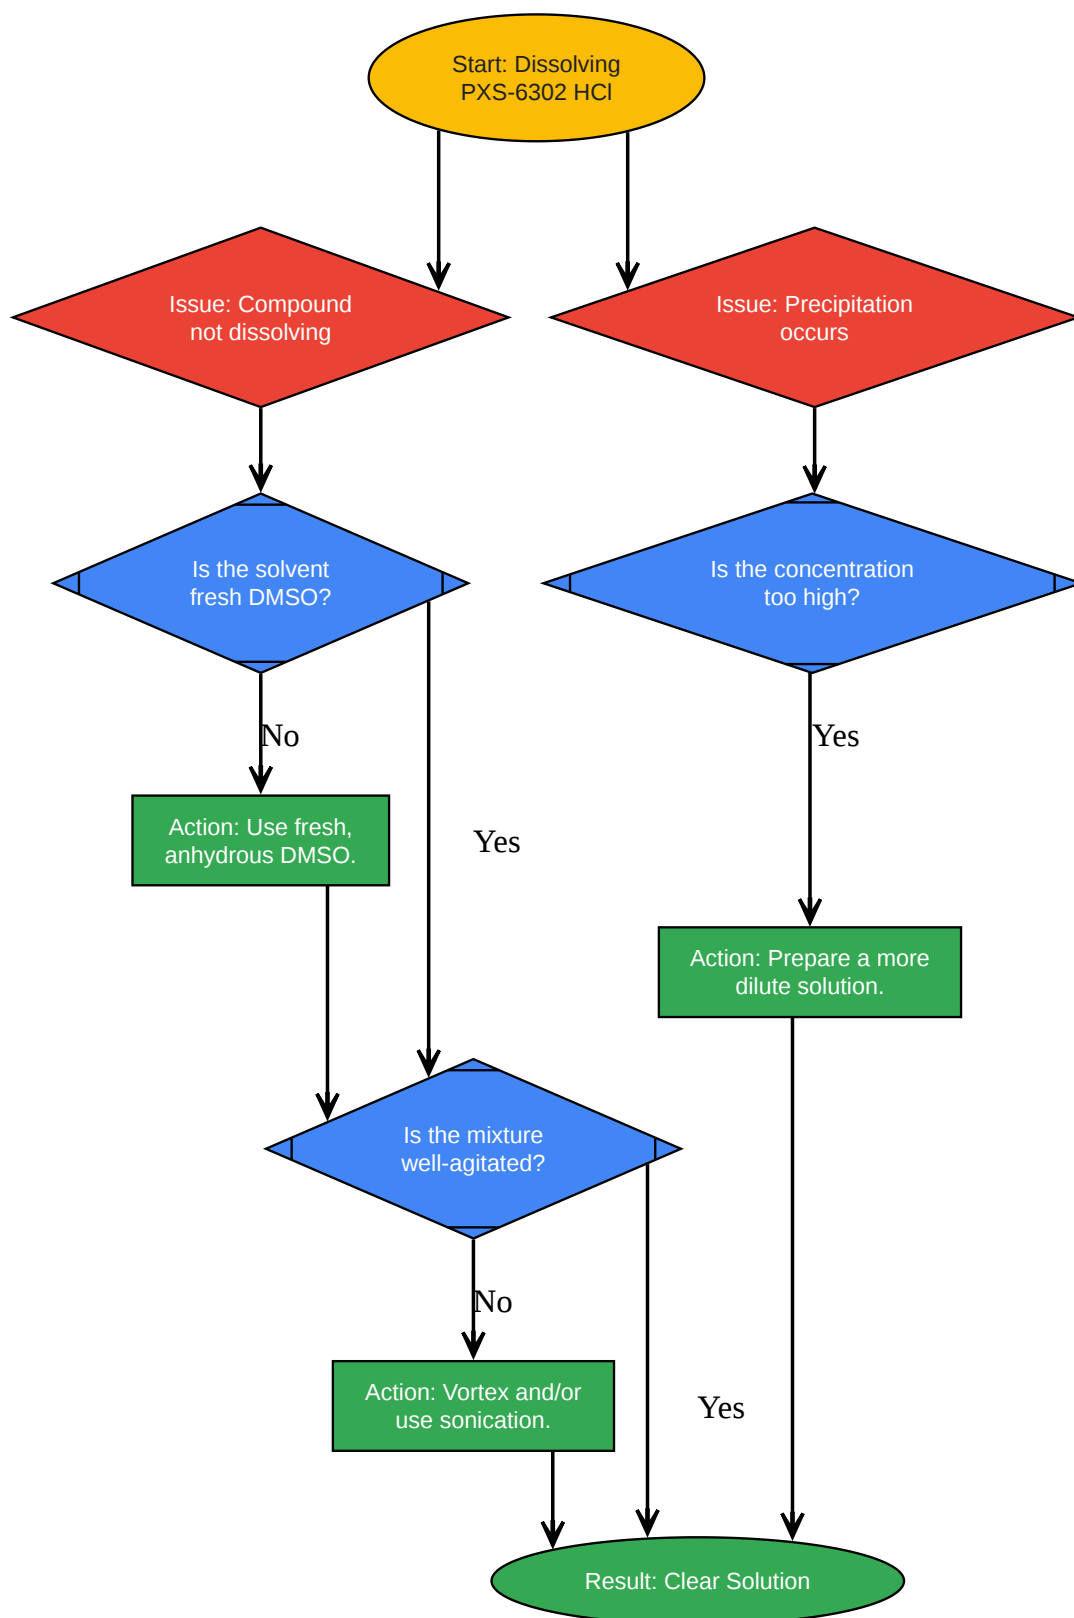 Start: Dissolving
PXS-6302 HCl
Issue: Compound
not dissolving
Issue: Precipitation
occurs
Is the solvent
fresh DMSO?
Is the concentration
too high?
No
Yes
Action: Use fresh,
anhydrous DMSO.
Yes
Action: Prepare a more
dilute solution.
Is the mixture
well-agitated?
No
Action: Vortex and/or
use sonication.
Yes
Result: Clear Solution